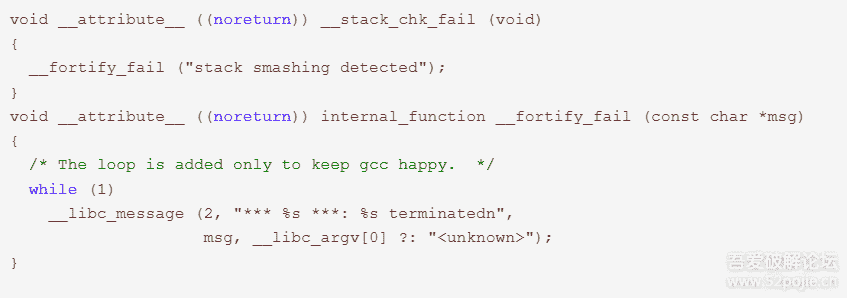 void __attribute__ ((noreturn)) __stack_chk_fail (void)
{
  __fortify_fail ("stack smashing detected");
}
void __attribute__ ((noreturn)) internal_function __fortify_fail (const char *msg)
{
  /* The loop is added only to keep gcc happy.  */
  while (1)
    __libc_message (2, "*** %s ***: %s terminatedn",
                    msg, __libc_argv[0] ?: "<unknown>");
}
吾爱破解论坛
www.52pojie.cn